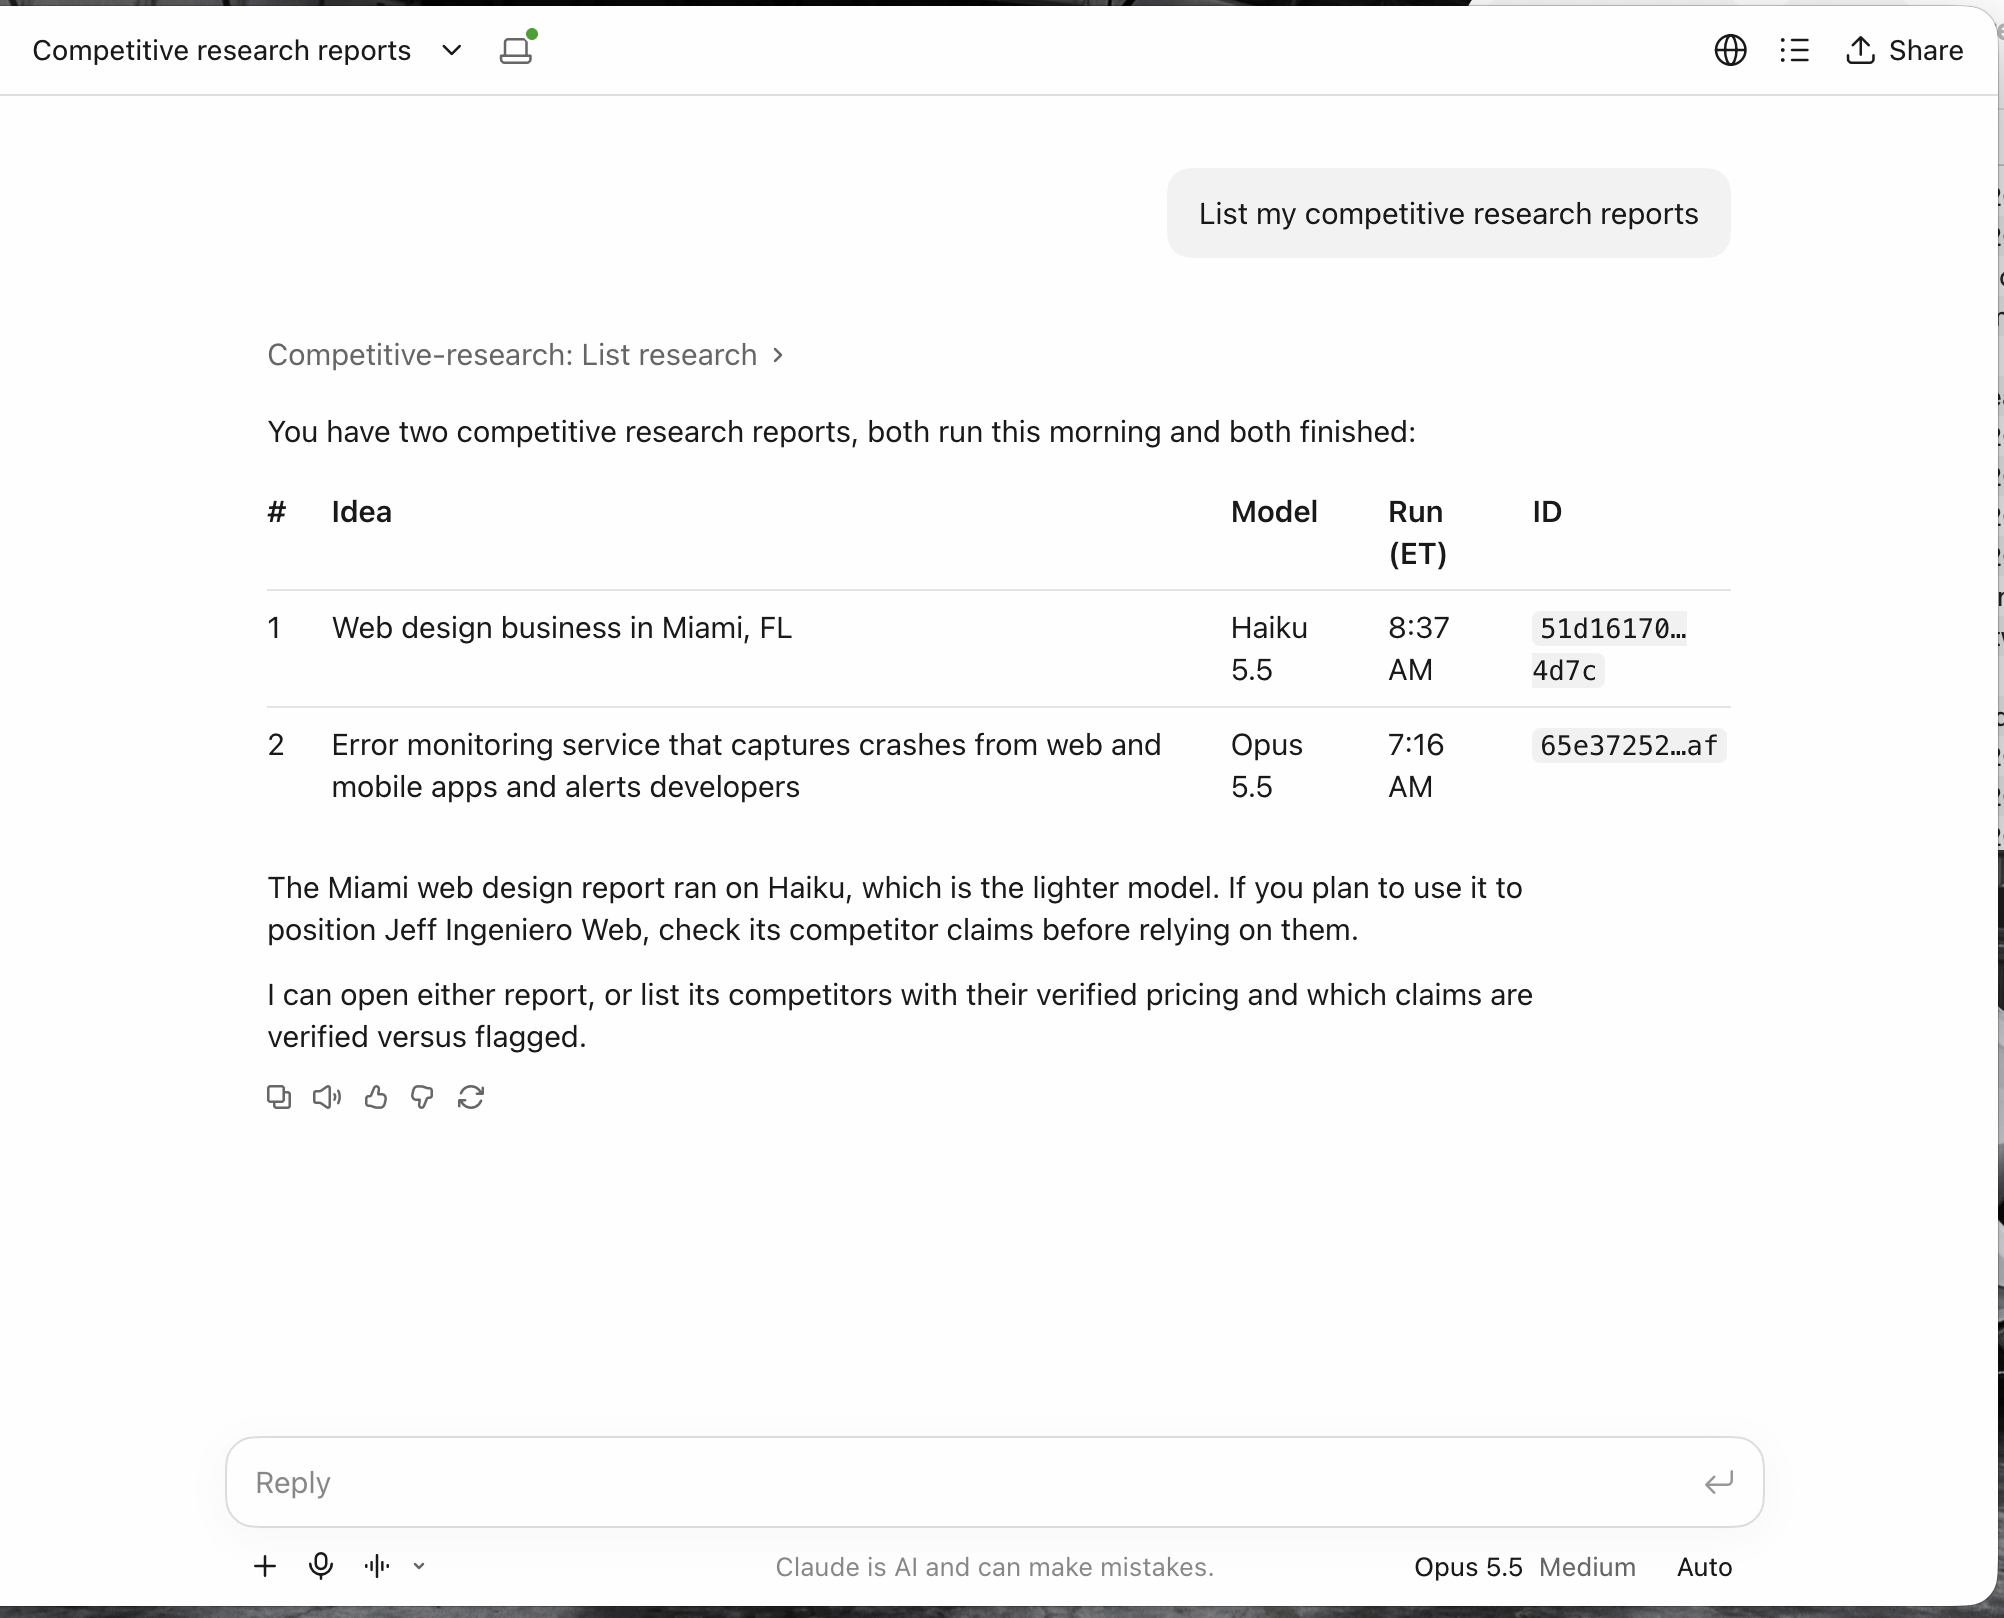 Competitive research reports
Share
List my competitive research reports
Competitive-research: List research
You have two competitive research reports, both run this morning and both finished:
# Idea Model Run (ET) ID
1 Web design business in Miami, FL Haiku 5.5 8:37 AM 51d16170…4d7c
2 Error monitoring service that captures crashes from web and mobile apps and alerts developers Opus 5.5 7:16 AM 65e37252…af
The Miami web design report ran on Haiku, which is the lighter model. If you plan to use it to
position Jeff Ingeniero Web, check its competitor claims before relying on them.
I can open either report, or list its competitors with their verified pricing and which claims are
verified versus flagged.
Reply
Claude is AI and can make mistakes.
Opus 5.5 Medium Auto